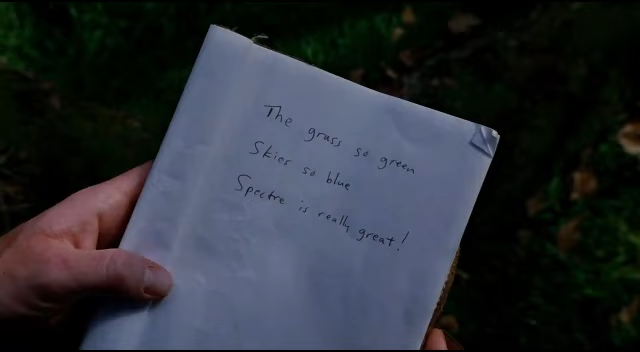 The grass so green
Skies so blue
Spectre is really great!